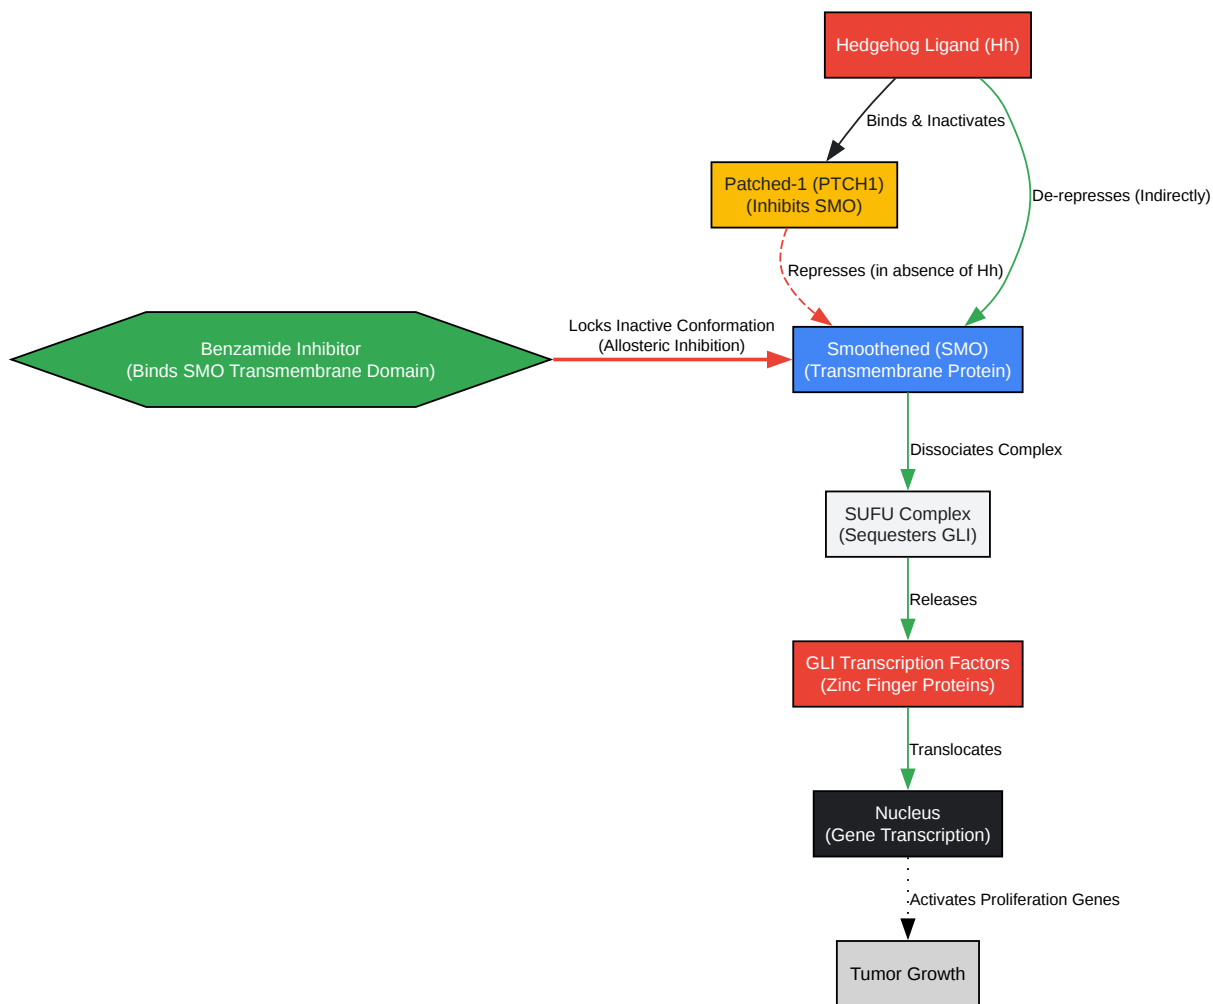 Hedgehog Ligand (Hh)
Binds & Inactivates
Patched-1 (PTCH1)
(Inhibits SMO)
De-represses (Indirectly)
Represses (in absence of Hh)
Benzamide Inhibitor
(Binds SMO Transmembrane Domain)
Locks Inactive Conformation
(Allosteric Inhibition)
Smoothened (SMO)
(Transmembrane Protein)
Dissociates Complex
SUFU Complex
(Sequesters GLI)
Releases
GLI Transcription Factors
(Zinc Finger Proteins)
Translocates
Nucleus
(Gene Transcription)
Activates Proliferation Genes
Tumor Growth